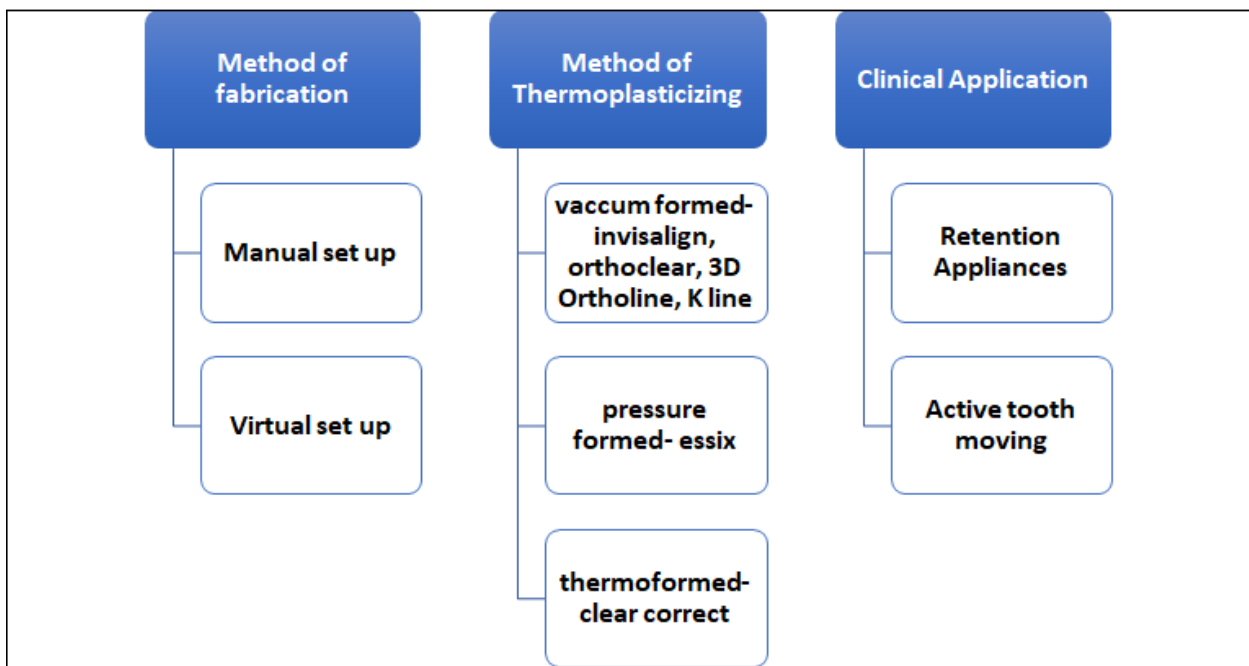 Method of
fabrication
Manual set up
Virtual set up
Method of
Thermoplasticizing
vaccum formed-
invisalign,
orthoclear, 3D
Ortholine, K line
pressure
formed- essix
thermoformed-
clear correct
Clinical Application
Retention
Appliances
Active tooth
moving